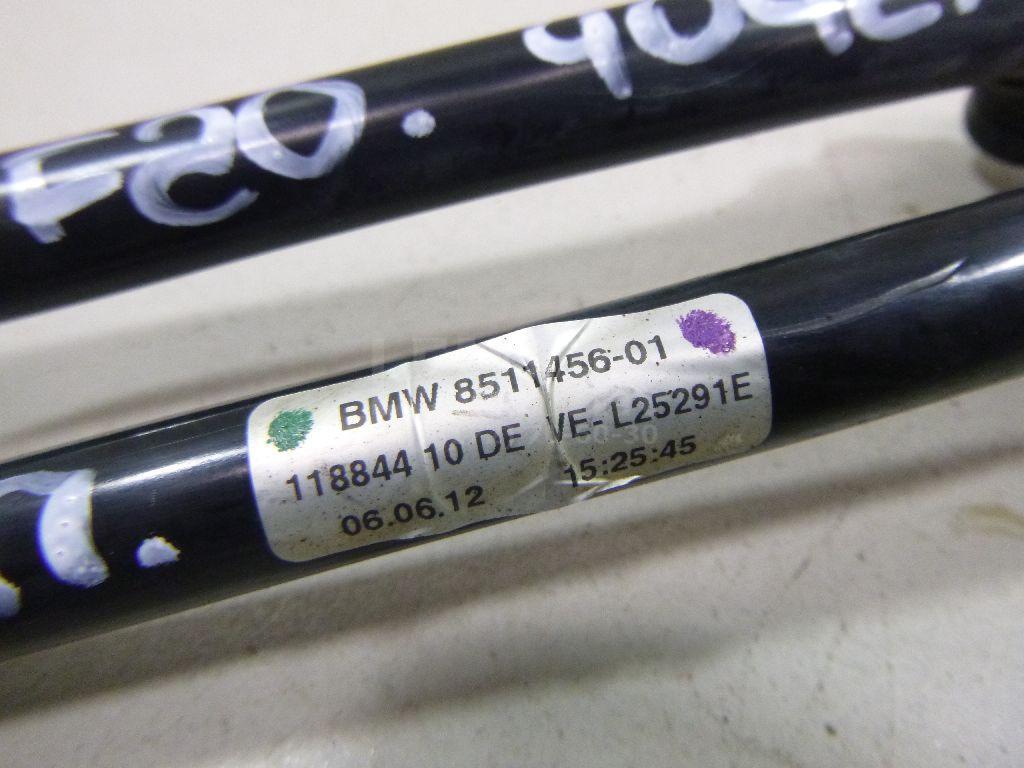 F20.
BMW 8511456-01
118844 10 DE VE- L25291E
06.06.12 15:25:45